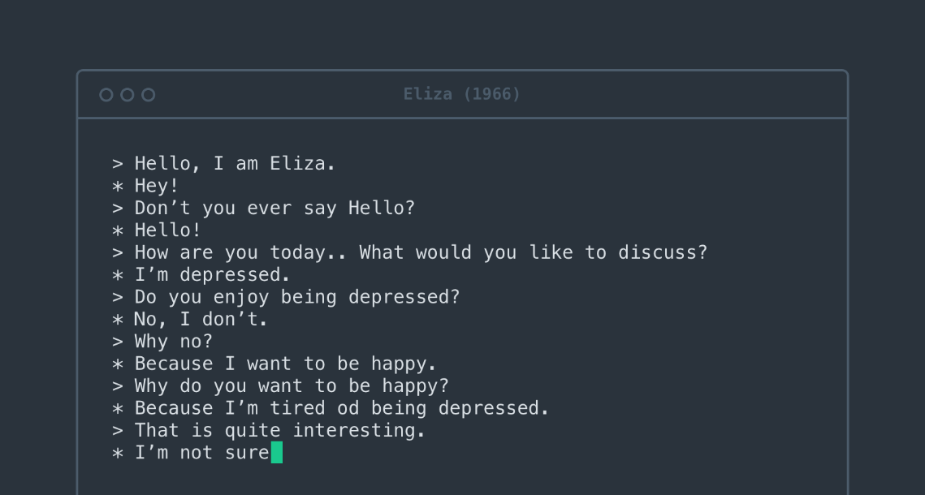 Eliza (1966)
> Hello, I am Eliza.
* Hey!
> Don’t you ever say Hello?
* Hello!
> How are you today.. What would you like to discuss?
* I’m depressed.
> Do you enjoy being depressed?
* No, I don’t.
> Why no?
* Because I want to be happy.
> Why do you want to be happy?
* Because I’m tired od being depressed.
> That is quite interesting.
* I’m not sure